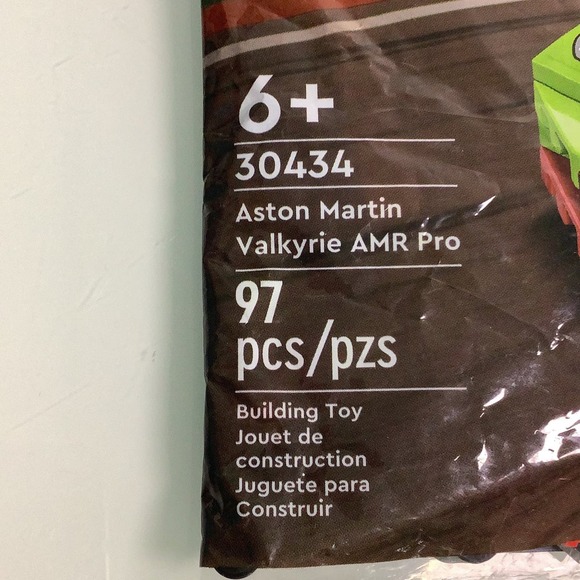 6+
30434
Aston Martin
Valkyrie AMR Pro
97
pcs/pzs
Building Toy
Jouet de
construction
Juguete para
Construir